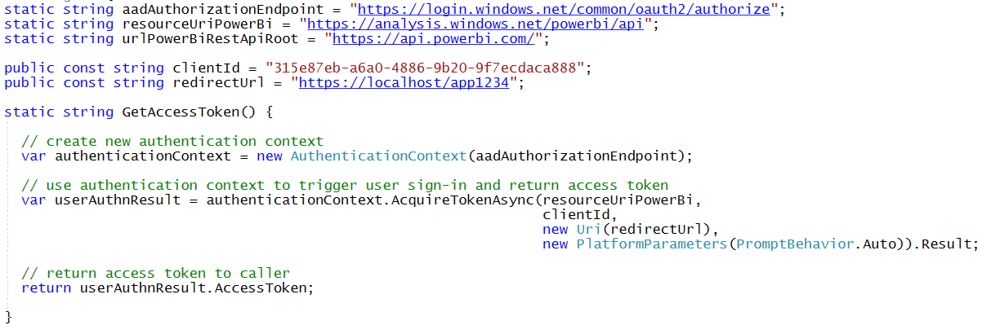 static string aadAuthorizationEndpoint = "https://login.windows.net/common/oauth2/authorize";
static string resourceUriPowerBi = "https://analysis.windows.net/powerbi/api";
static string urlPowerBiRestApiRoot = "https://api.powerbi.com/";
public const string clientId = "315e87eb-a6a0-4886-9b20-9f7ecdaca888";
public const string redirectUrl = "https://localhost/app1234";
static string GetAccessToken() {
// create new authentication context
var authenticationContext = new AuthenticationContext(aadAuthorizationEndpoint);
// use authentication context to trigger user sign-in and return access token
var userAuthnResult = authenticationContext.AcquireTokenAsync(resourceUriPowerBi,
clientId,
new Uri(redirectUrl),
new PlatformParameters(PromptBehavior.Auto)).Result;
// return access token to caller
return userAuthnResult.AccessToken;
}